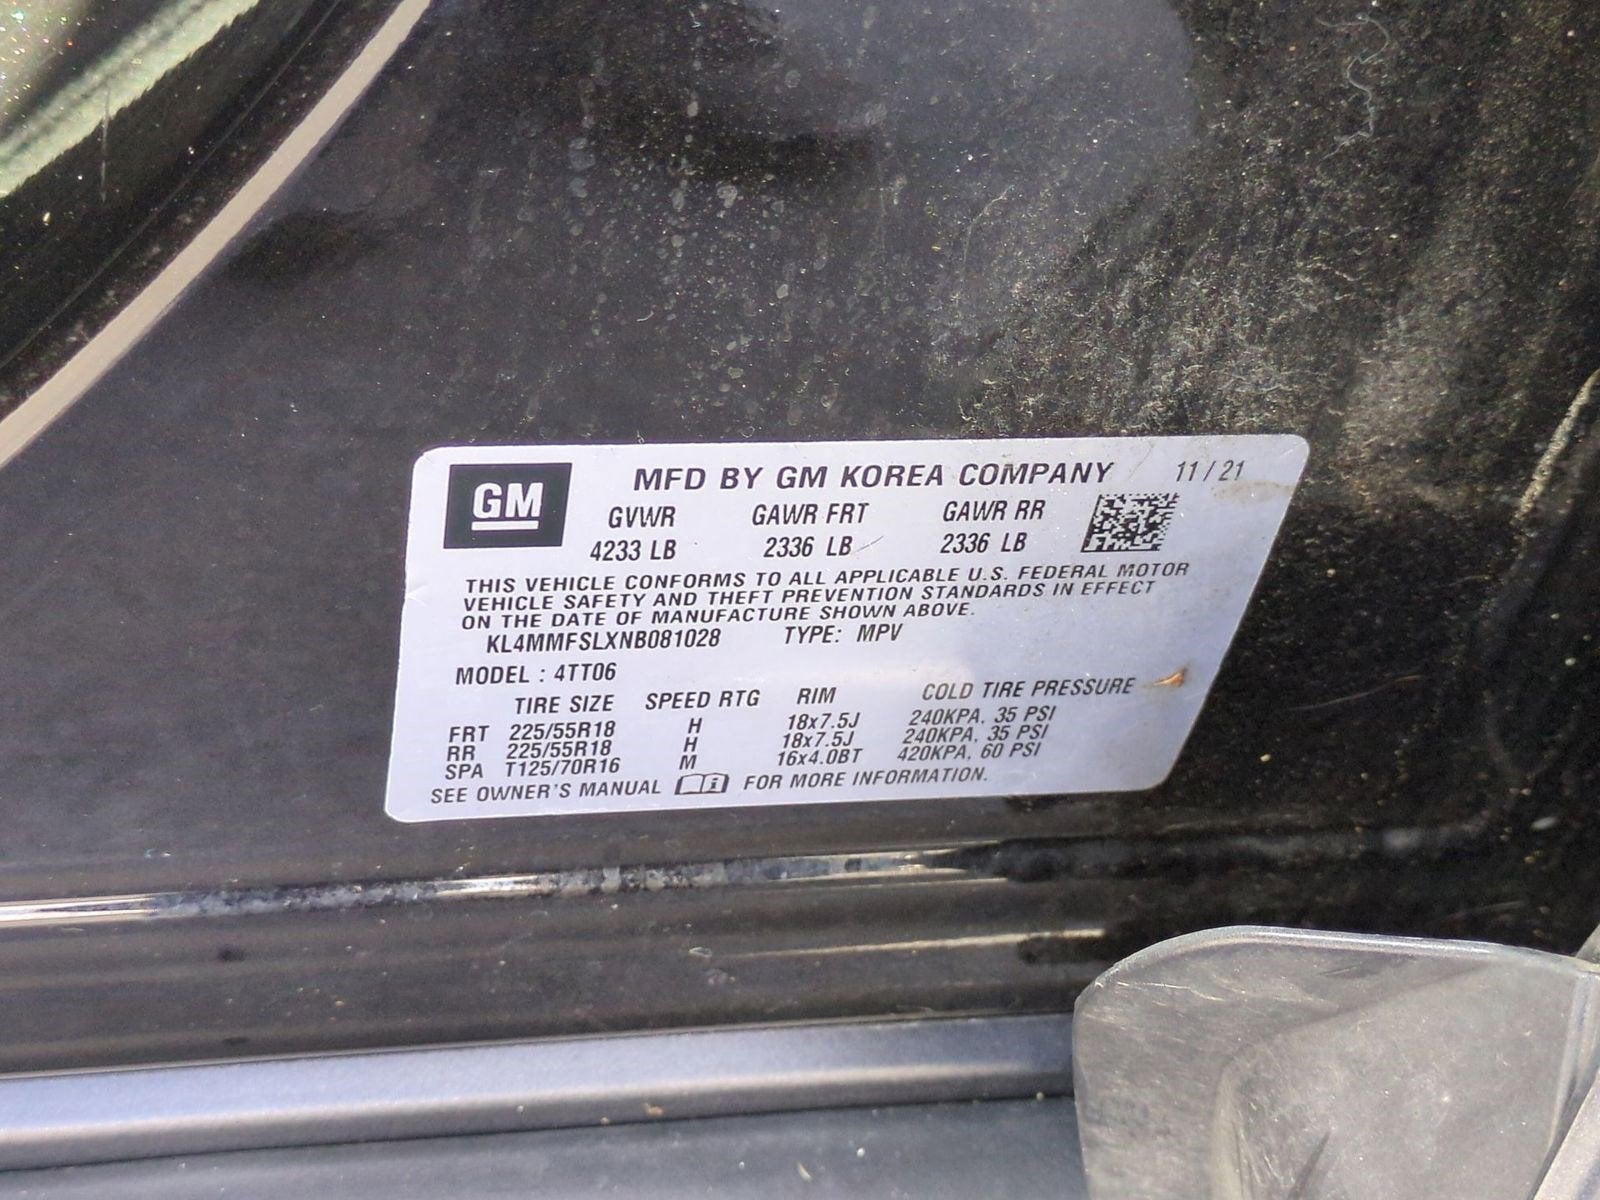 GM
MFD BY GM KOREA COMPANY 11/21
GVWR GAWR FRT GAWR RR
4233 LB 2336 LB 2336 LB
THIS VEHICLE CONFORMS TO ALL APPLICABLE U.S. FEDERAL MOTOR
VEHICLE SAFETY AND THEFT PREVENTION STANDARDS IN EFFECT
ON THE DATE OF MANUFACTURE SHOWN ABOVE.
KL4MMFSLXNB081028 TYPE: MPV
MODEL : 4TT06
TIRE SIZE SPEED RTG RIM COLD TIRE PRESSURE
FRT 225/55R18 H 18x7.5J 240KPA, 35 PSI
RR 225/55R18 H 18x7.5J 240KPA, 35 PSI
SPA T125/70R16 M 16x4.0BT 420KPA, 60 PSI
SEE OWNER'S MANUAL FOR MORE INFORMATION.